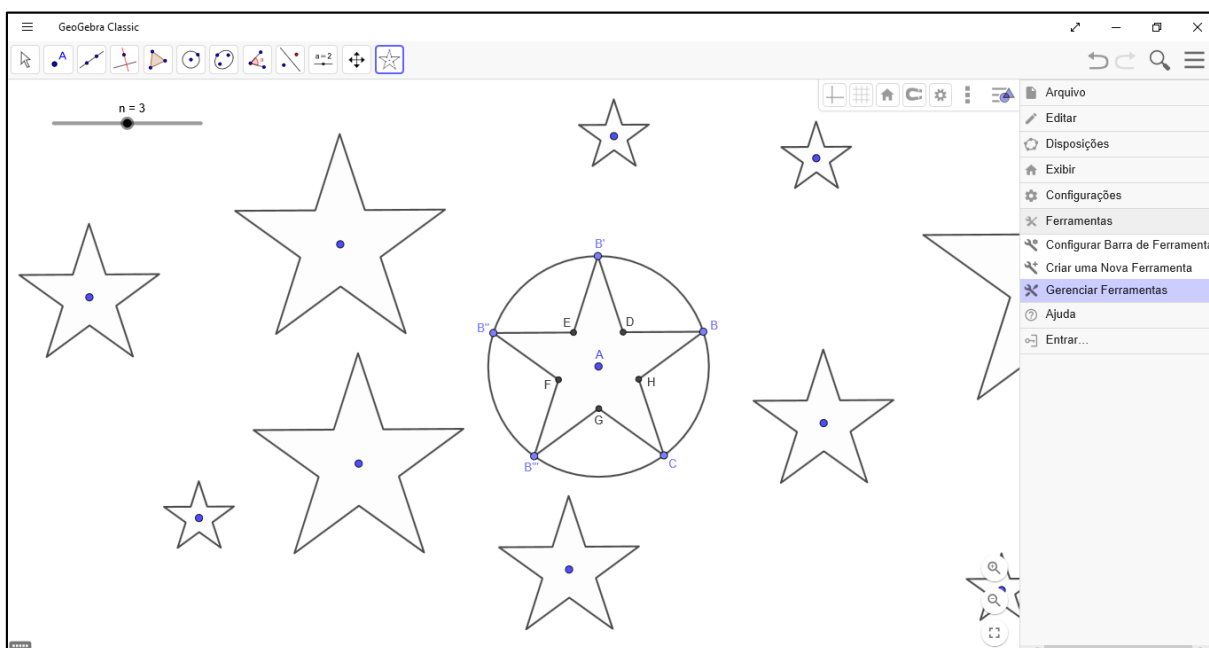 GeoGebra Classic
A
a=2
n = 3
Arquivo
Editar
Disposições
Exibir
Configurações
Ferramentas
Configurar Barra de Ferramenta
Criar uma Nova Ferramenta
Gerenciar Ferramentas
Ajuda
Entrar...
B'
B''
E
D
B
A
F
H
G
B'''
C